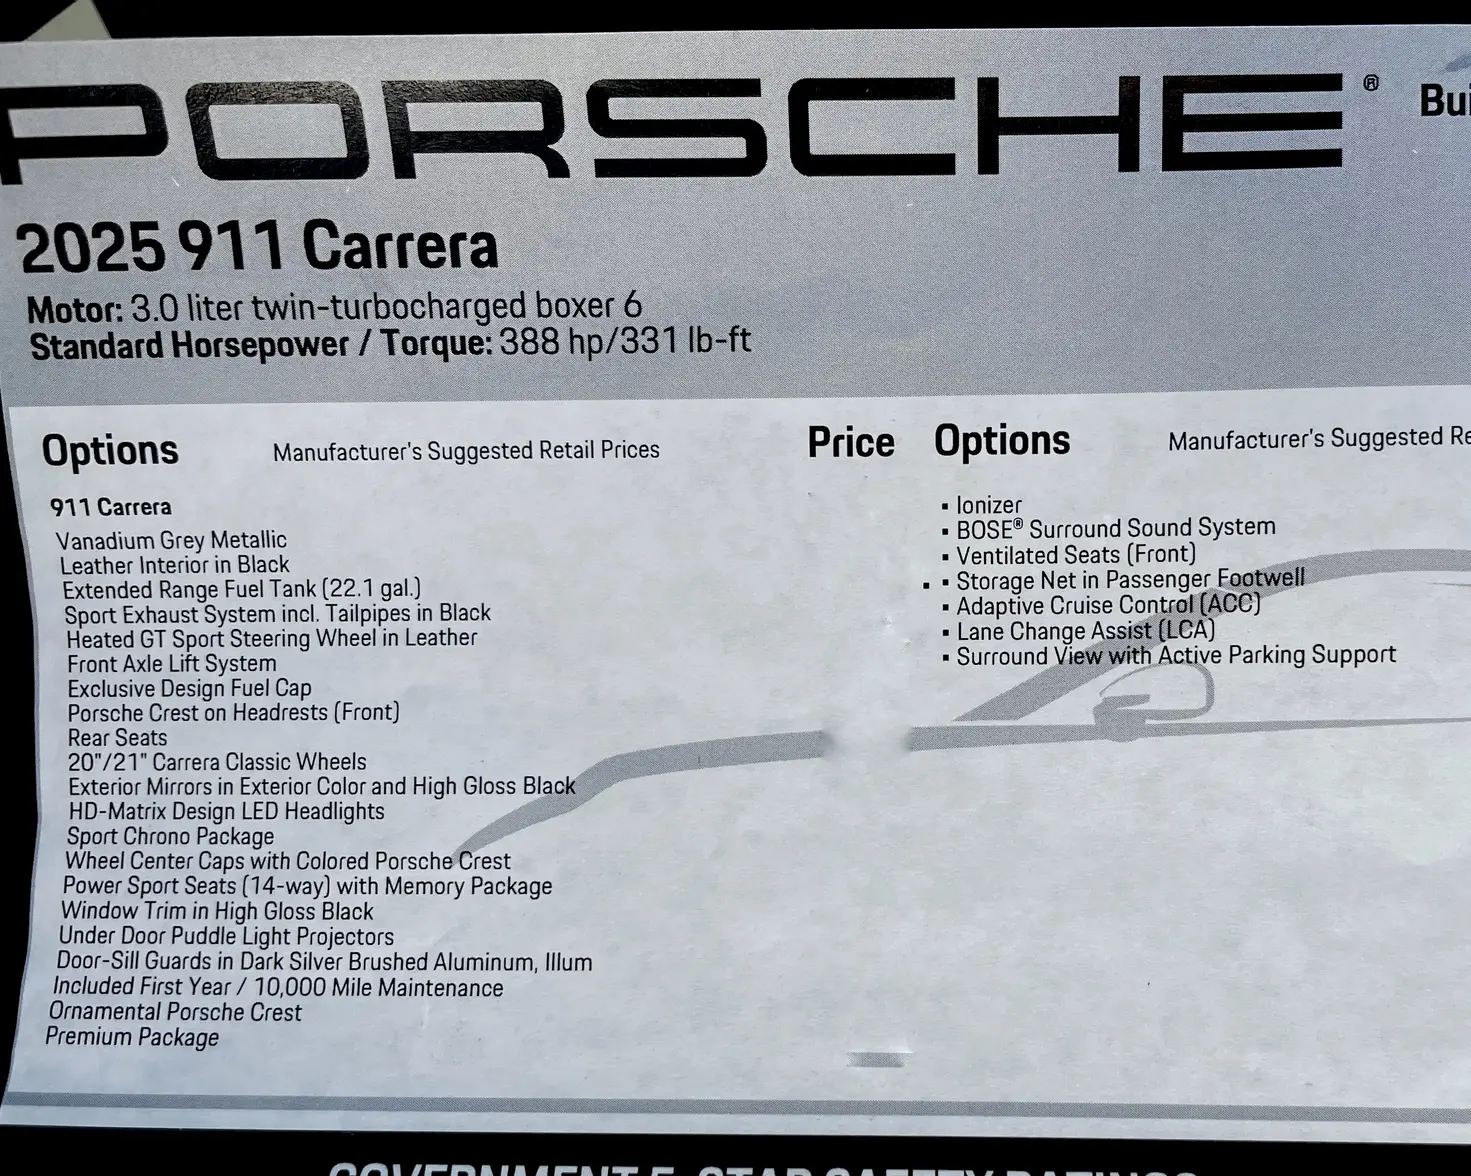 PORSCHE®
2025 911 Carrera
Motor: 3.0 liter twin-turbocharged boxer 6
Standard Horsepower / Torque: 388 hp/331 lb-ft
Options Manufacturer's Suggested Retail Prices Price
911 Carrera
Vanadium Grey Metallic
Leather Interior in Black
Extended Range Fuel Tank (22.1 gal.)
Sport Exhaust System incl. Tailpipes in Black
Heated GT Sport Steering Wheel in Leather
Front Axle Lift System
Exclusive Design Fuel Cap
Porsche Crest on Headrests (Front)
Rear Seats
20"/21" Carrera Classic Wheels
Exterior Mirrors in Exterior Color and High Gloss Black
HD-Matrix Design LED Headlights
Sport Chrono Package
Wheel Center Caps with Colored Porsche Crest
Power Sport Seats (14-way) with Memory Package
Window Trim in High Gloss Black
Under Door Puddle Light Projectors
Door-Sill Guards in Dark Silver Brushed Aluminum, Illum
Included First Year / 10,000 Mile Maintenance
Ornamental Porsche Crest
Premium Package
Options Manufacturer's Suggested
▪ Ionizer
▪ BOSE® Surround Sound System
▪ Ventilated Seats (Front)
▪ Storage Net in Passenger Footwell
▪ Adaptive Cruise Control (ACC)
▪ Lane Change Assist (LCA)
▪ Surround View with Active Parking Support
GOVERNMENT 5-STAR SAFETY RATINGS